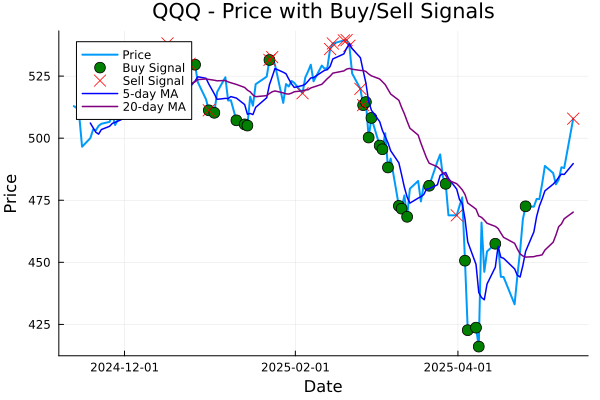 QQQ - Price with Buy/Sell Signals
Price
Buy Signal
Sell Signal
5-day MA
20-day MA
525
500
475
450
425
Price
2024-12-01
2025-02-01
2025-04-01
Date